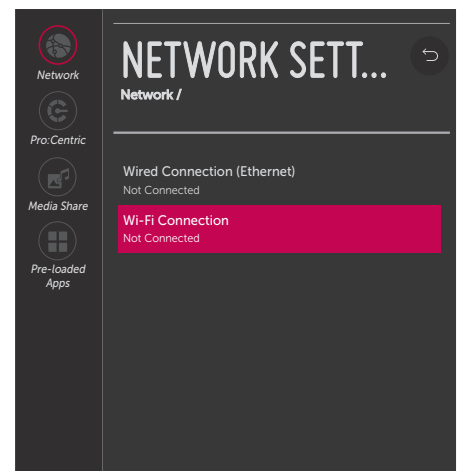 Network
Pro:Centric
Media Share
Pre-loaded
Apps
NETWORK SETT...
Network /
Wired Connection (Ethernet)
Not Connected
Wi-Fi Connection
Not Connected